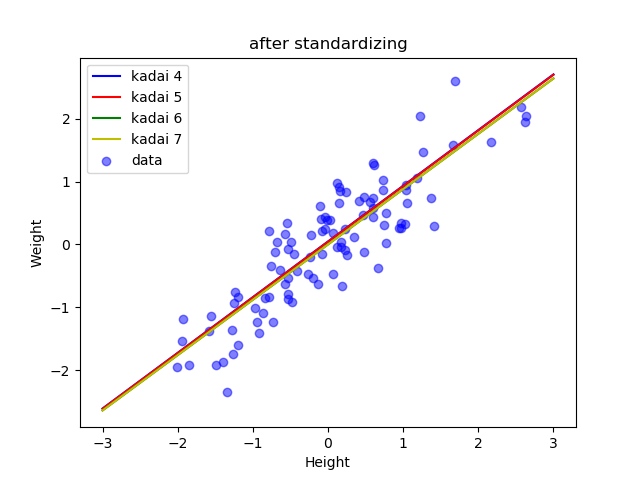 after standardizing
kadai 4
kadai 5
kadai 6
kadai 7
data
Weight
2
1
0
−1
−2
−3 −2 −1 0 1 2 3
Height